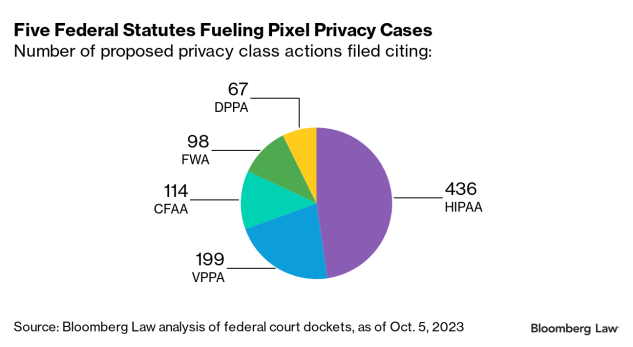 Five Federal Statutes Fueling Pixel Privacy Cases
Number of proposed privacy class actions filed citing:
67
DPPA
98
FWA
114
CFAA
199
VPPA
436
HIPAA
Source: Bloomberg Law analysis of federal court dockets, as of Oct. 5, 2023
Bloomberg Law